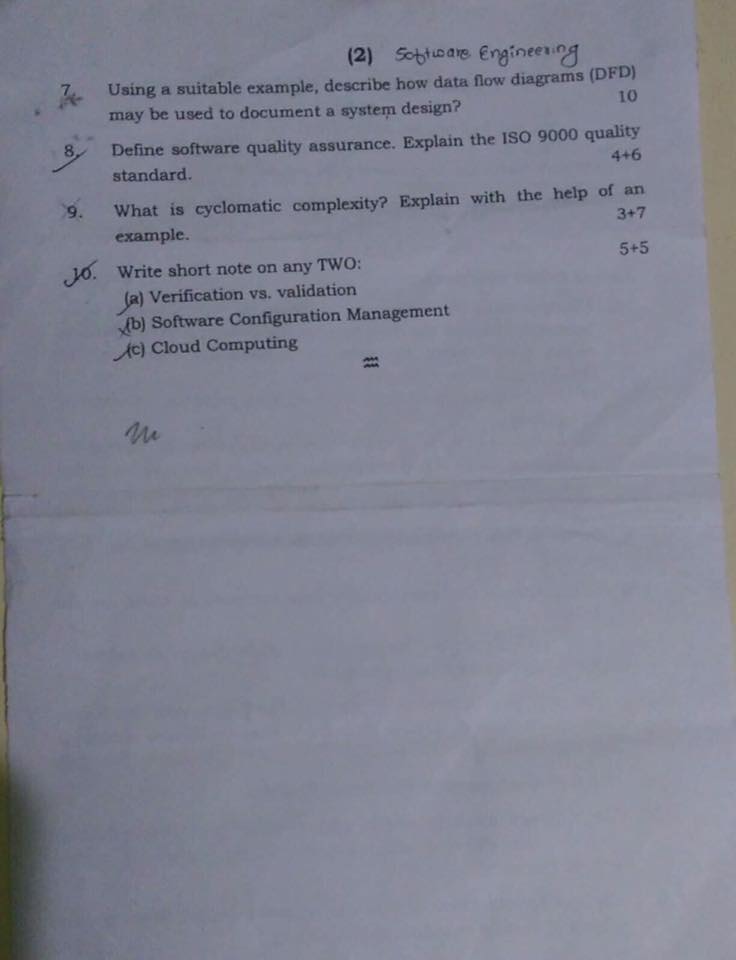 (2) Software Engineering
7. Using a suitable example, describe how data flow diagrams (DFD)
may be used to document a system design? 10
8. Define software quality assurance. Explain the ISO 9000 quality
standard. 4+6
9. What is cyclomatic complexity? Explain with the help of an
example. 3+7
10. Write short note on any TWO: 5+5
(a) Verification vs. validation
(b) Software Configuration Management
(c) Cloud Computing